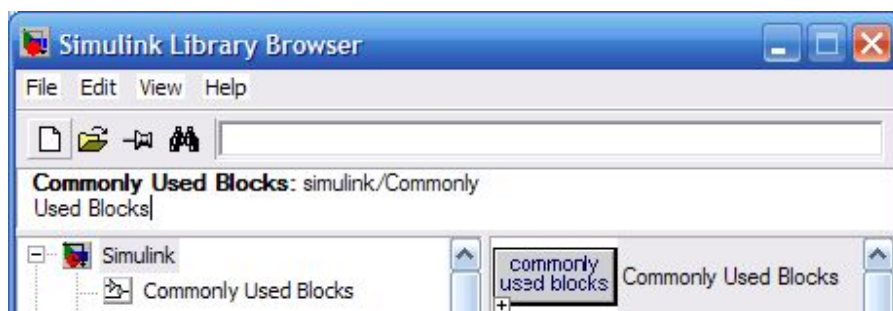 Simulink Library Browser
File Edit View Help
Commonly Used Blocks: simulink/Commonly
Used Blocks
Simulink
Commonly Used Blocks
commonly
used blocks
Commonly Used Blocks